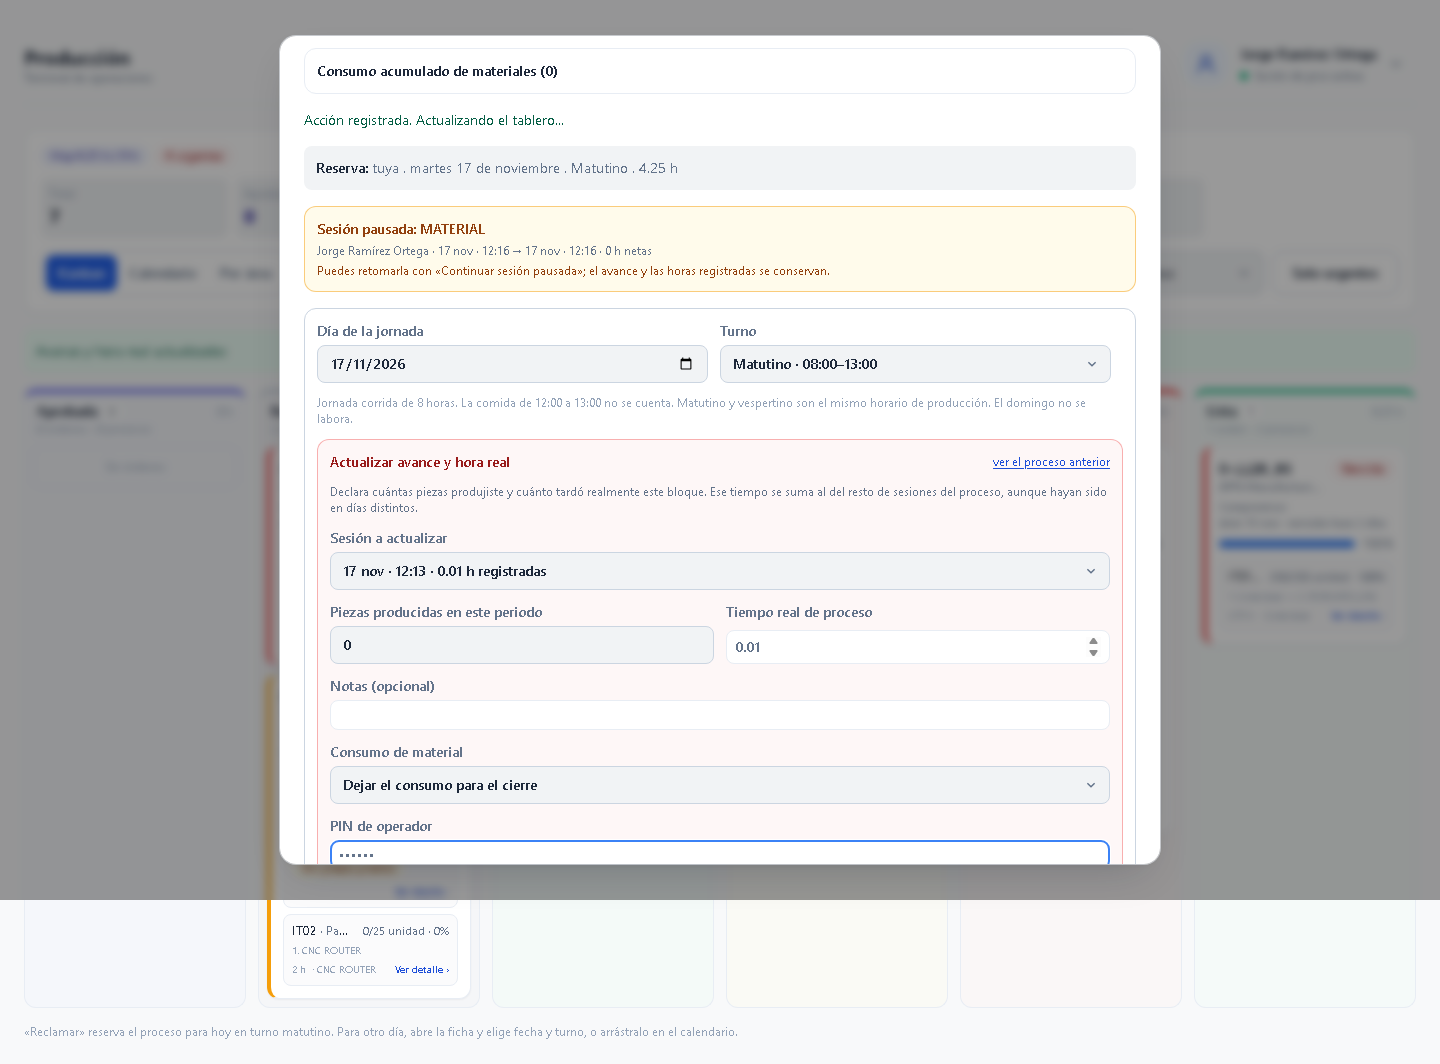 Producción
Consumo acumulado de materiales (0)
Acción registrada. Actualizando el tablero...
Reserva: tuya . martes 17 de noviembre . Matutino . 4.25 h
Sesión pausada: MATERIAL
Jorge Ramírez Ortega · 17 nov · 12:16 → 17 nov · 12:16 · 0 h netas
Puedes retomarla con «Continuar sesión pausada»; el avance y las horas registradas se conservan.
Día de la jornada
Turno
17/11/2026
Matutino · 08:00–13:00
Jornada corrida de 8 horas. La comida de 12:00 a 13:00 no se cuenta. Matutino y vespertino son el mismo horario de producción. El domingo no se
labora.
Actualizar avance y hora real
ver el proceso anterior
Declara cuántas piezas produjiste y cuánto tardó realmente este bloque. Ese tiempo se suma al del resto de sesiones del proceso, aunque hayan sido
en días distintos.
Sesión a actualizar
17 nov · 12:13 · 0.01 h registradas
Piezas producidas en este periodo
Tiempo real de proceso
0
0.01
Notas (opcional)
Consumo de material
Dejar el consumo para el cierre
PIN de operador
••••••
IT02 · Pa... 0/25 unidad · 0%
1. CNC ROUTER
2 h · CNC ROUTER Ver detalle ›
«Reclamar» reserva el proceso para hoy en turno matutino. Para otro día, abre la ficha y elige fecha y turno, o arrástralo en el calendario.